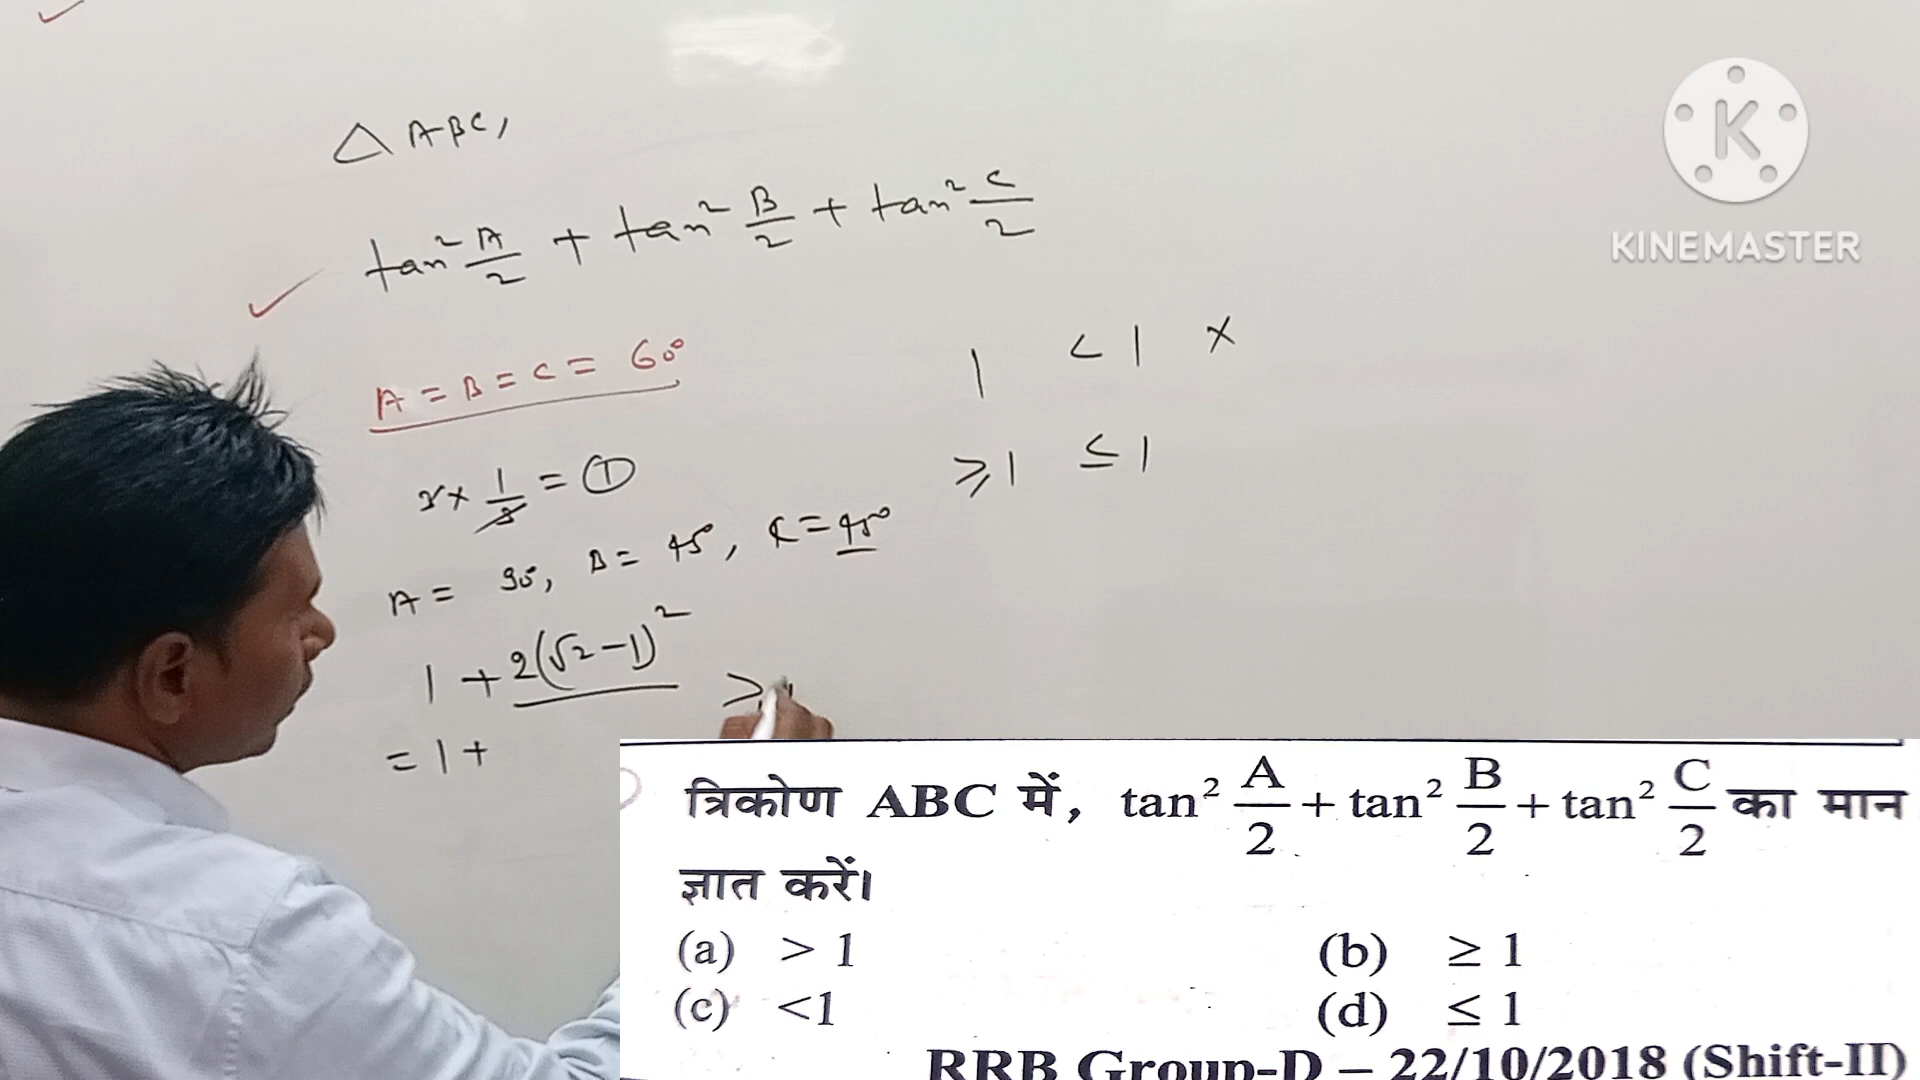 △ ABC,
tan² A/2 + tan² B/2 + tan² C/2
A = B = C = 60°
3 × 1/3 = 1
A = 90°, B = 45°, C = 45°
1 + 2(√2 − 1)² >
= 1 +
1 < 1 ×
≥ 1 ≤ 1
K
KINEMASTER
त्रिकोण ABC में, tan² A/2 + tan² B/2 + tan² C/2 का मान
ज्ञात करें।
(a) > 1 (b) ≥ 1
(c) <1 (d) ≤ 1
RRB Group-D – 22/10/2018 (Shift-II)